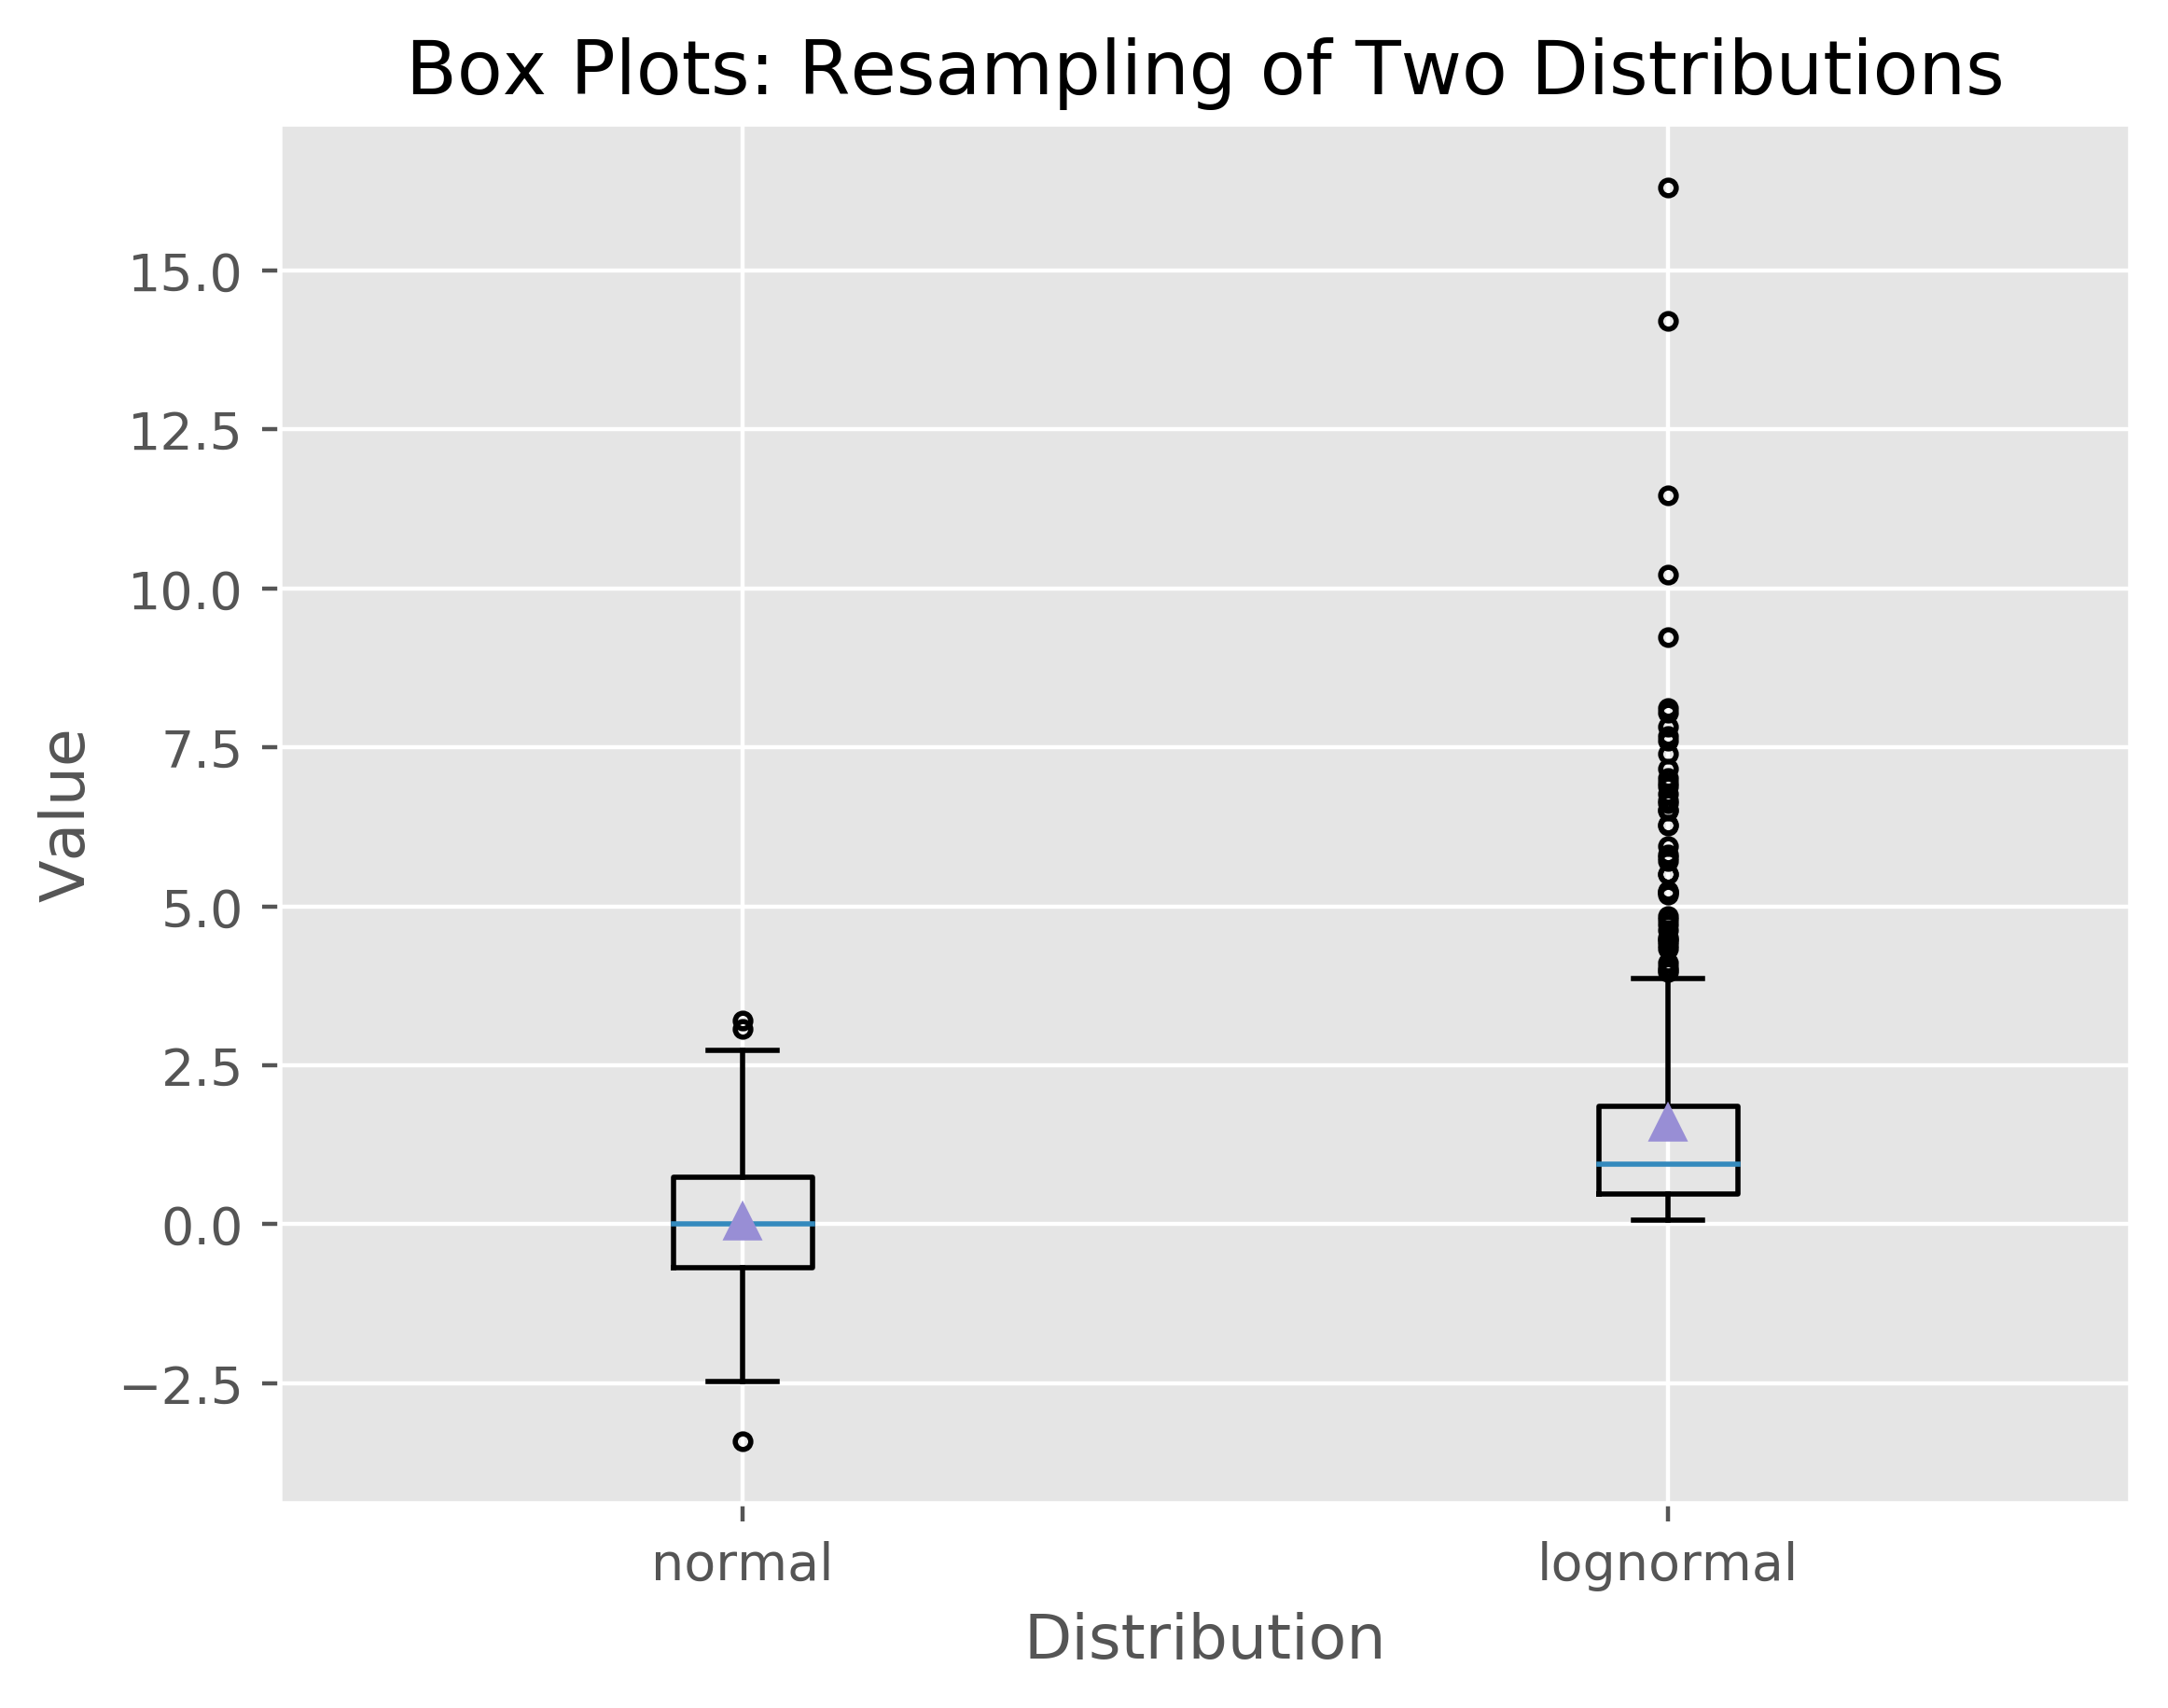 Box Plots: Resampling of Two Distributions
15.0
12.5
10.0
7.5
5.0
2.5
0.0
−2.5
Value
normal lognormal
Distribution